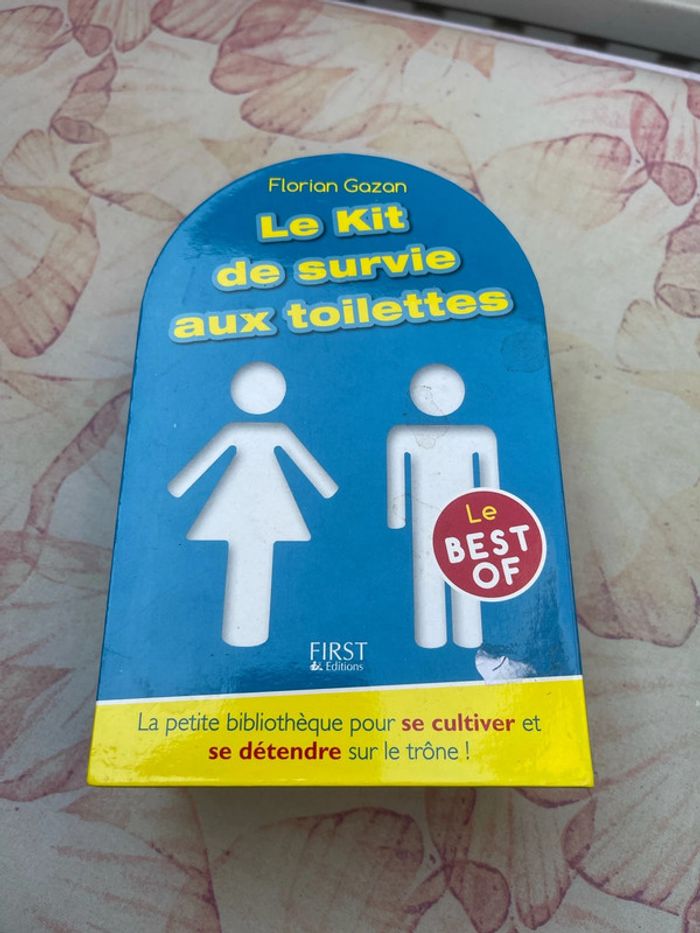 Florian Gazan
Le Kit
de survie
aux toilettes
Le
BEST
OF
FIRST
Editions
La petite bibliothèque pour se cultiver et
se détendre sur le trône !